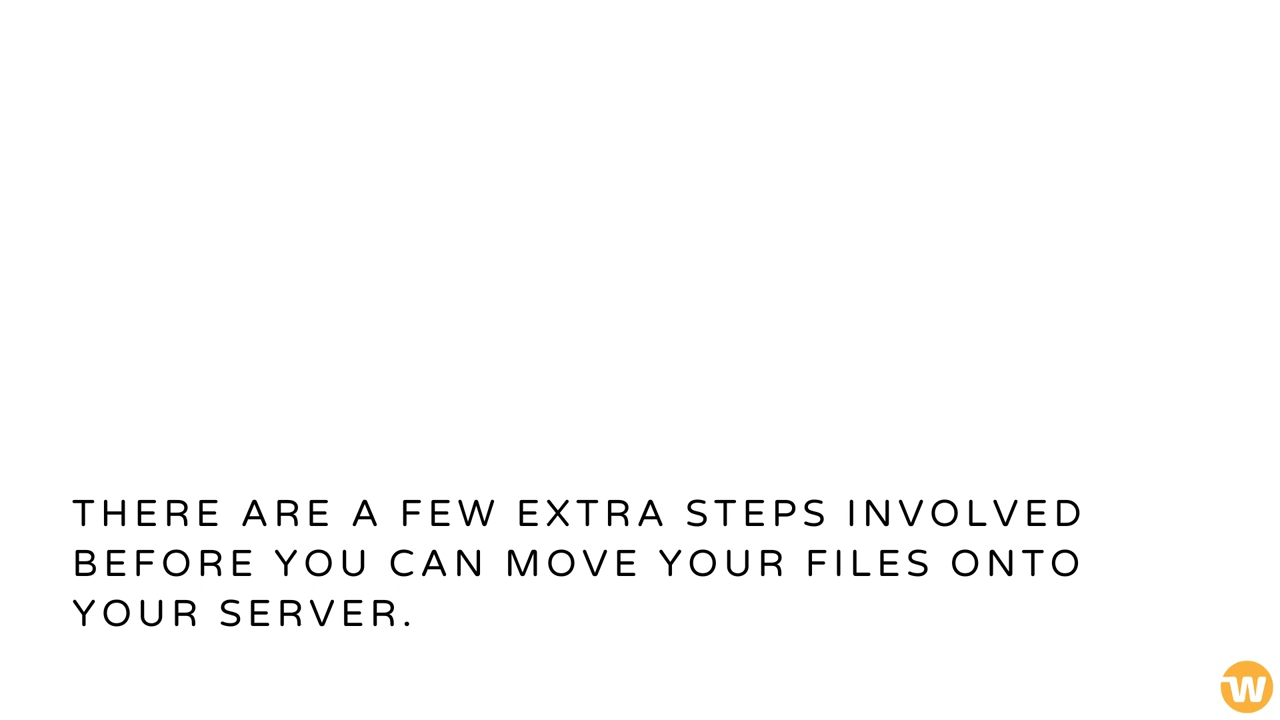 THERE ARE A FEW EXTRA STEPS INVOLVED
BEFORE YOU CAN MOVE YOUR FILES ONTO
YOUR SERVER.
W